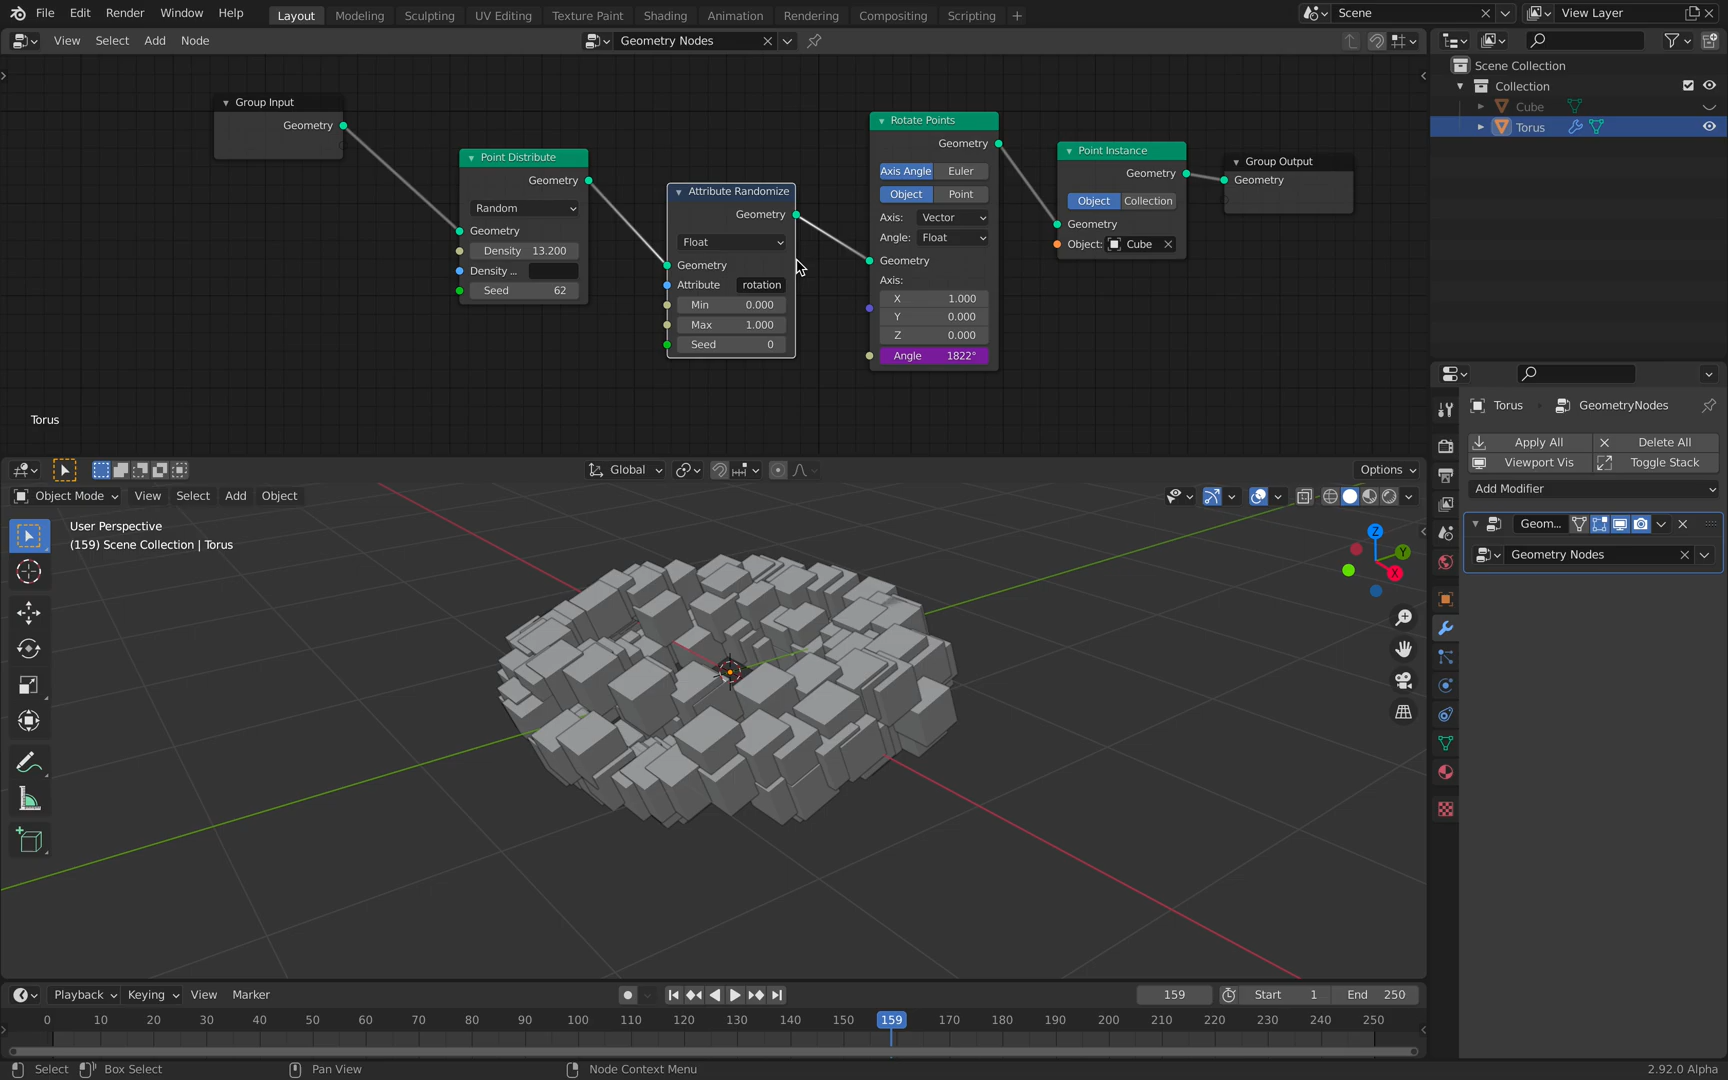 File Edit Render Window Help Layout Modeling Sculpting UV Editing Texture Paint Shading Animation Rendering Compositing Scripting + Scene View Layer
View Select Add Node Geometry Nodes
Group Input
Geometry
Point Distribute
Geometry
Random
Geometry
Density 13.200
Density ...
Seed 62
Attribute Randomize
Geometry
Float
Geometry
Attribute rotation
Min 0.000
Max 1.000
Seed 0
Rotate Points
Geometry
Axis Angle Euler
Object Point
Axis: Vector
Angle: Float
Geometry
Axis:
X 1.000
Y 0.000
Z 0.000
Angle 1822°
Point Instance
Geometry
Object Collection
Geometry
Object: Cube
Group Output
Geometry
Torus
Scene Collection
Collection
Cube
Torus
Torus GeometryNodes
Apply All Delete All
Viewport Vis Toggle Stack
Add Modifier
Geom...
Geometry Nodes
Global Options
Object Mode View Select Add Object
User Perspective
(159) Scene Collection | Torus
Z
Y
X
Playback Keying View Marker 159 Start 1 End 250
0 10 20 30 40 50 60 70 80 90 100 110 120 130 140 150 159 170 180 190 200 210 220 230 240 250
Select Box Select Pan View Node Context Menu 2.92.0 Alpha